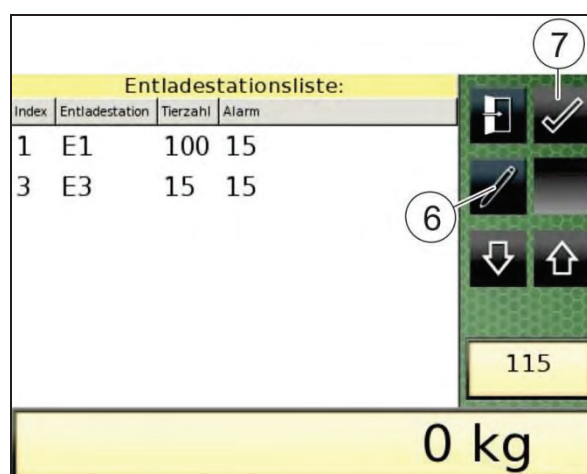 7
Entladestationsliste:
Index Entladestation Tierzahl Alarm
1 E1 100 15
3 E3 15 15
6
115
0 kg